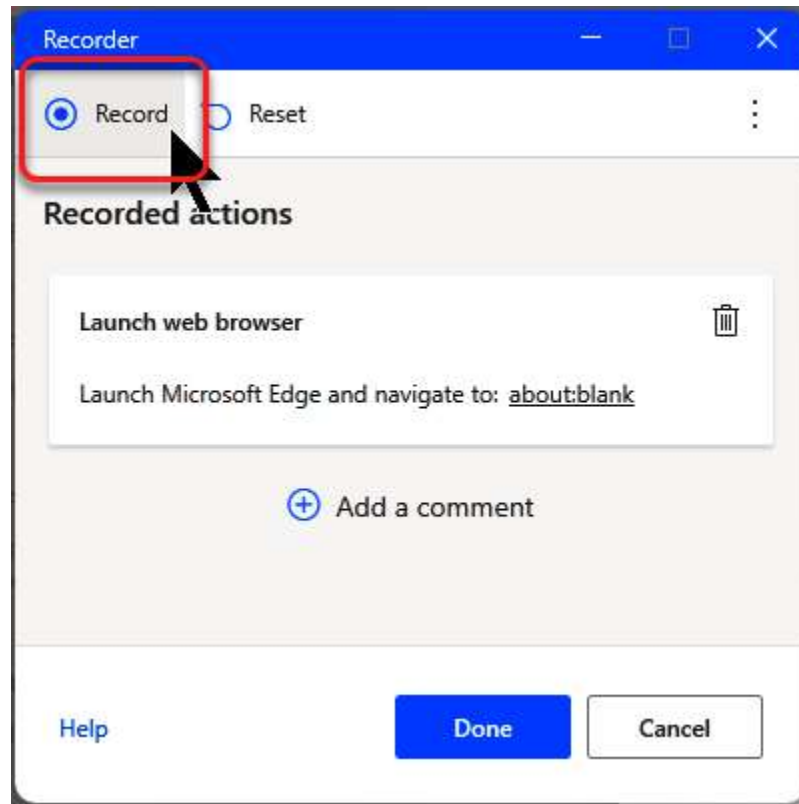 Recorder
Record Reset
Recorded actions
Launch web browser
Launch Microsoft Edge and navigate to: about:blank
Add a comment
Help Done Cancel